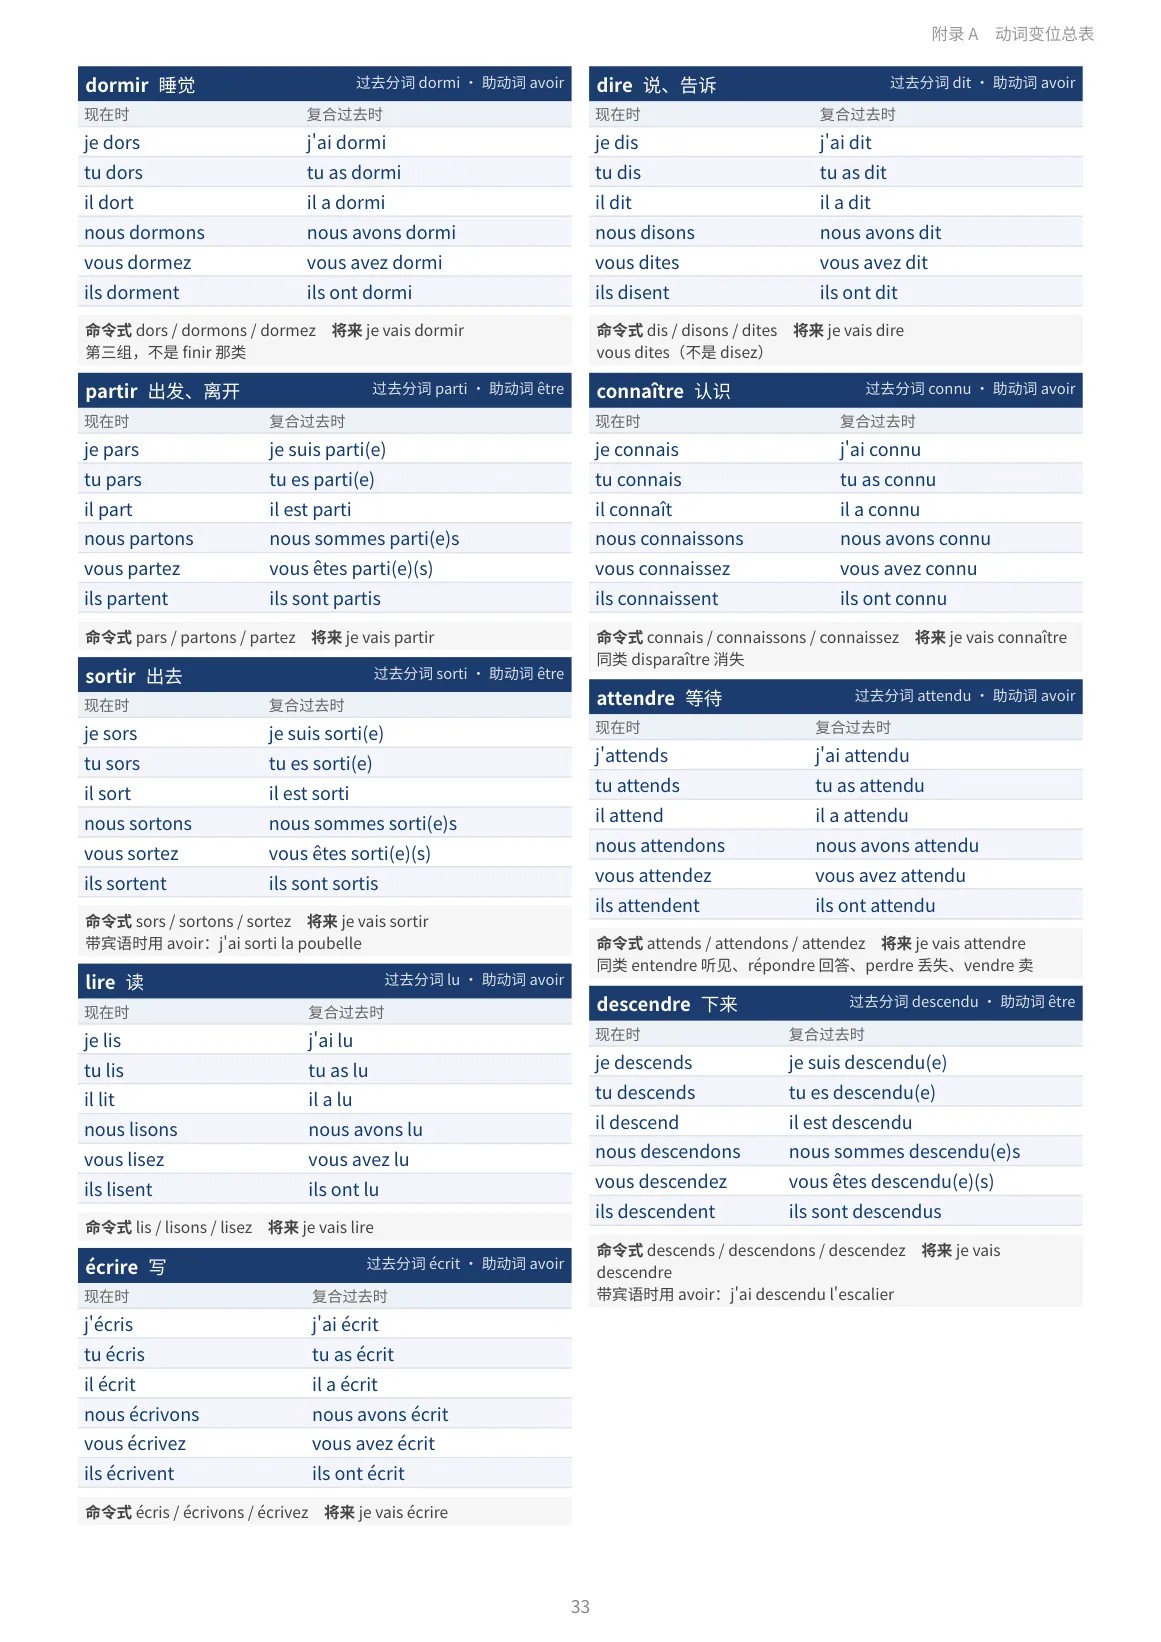 附录 A 动词变位总表
dormir 睡觉 过去分词 dormi · 助动词 avoir
现在时 复合过去时
je dors j'ai dormi
tu dors tu as dormi
il dort il a dormi
nous dormons nous avons dormi
vous dormez vous avez dormi
ils dorment ils ont dormi
命令式 dors / dormons / dormez 将来 je vais dormir
第三组，不是 finir 那类
partir 出发、离开 过去分词 parti · 助动词 être
现在时 复合过去时
je pars je suis parti(e)
tu pars tu es parti(e)
il part il est parti
nous partons nous sommes parti(e)s
vous partez vous êtes parti(e)(s)
ils partent ils sont partis
命令式 pars / partons / partez 将来 je vais partir
sortir 出去 过去分词 sorti · 助动词 être
现在时 复合过去时
je sors je suis sorti(e)
tu sors tu es sorti(e)
il sort il est sorti
nous sortons nous sommes sorti(e)s
vous sortez vous êtes sorti(e)(s)
ils sortent ils sont sortis
命令式 sors / sortons / sortez 将来 je vais sortir
带宾语时用 avoir：j'ai sorti la poubelle
lire 读 过去分词 lu · 助动词 avoir
现在时 复合过去时
je lis j'ai lu
tu lis tu as lu
il lit il a lu
nous lisons nous avons lu
vous lisez vous avez lu
ils lisent ils ont lu
命令式 lis / lisons / lisez 将来 je vais lire
écrire 写 过去分词 écrit · 助动词 avoir
现在时 复合过去时
j'écris j'ai écrit
tu écris tu as écrit
il écrit il a écrit
nous écrivons nous avons écrit
vous écrivez vous avez écrit
ils écrivent ils ont écrit
命令式 écris / écrivons / écrivez 将来 je vais écrire
dire 说、告诉 过去分词 dit · 助动词 avoir
现在时 复合过去时
je dis j'ai dit
tu dis tu as dit
il dit il a dit
nous disons nous avons dit
vous dites vous avez dit
ils disent ils ont dit
命令式 dis / disons / dites 将来 je vais dire
vous dites（不是 disez）
connaître 认识 过去分词 connu · 助动词 avoir
现在时 复合过去时
je connais j'ai connu
tu connais tu as connu
il connaît il a connu
nous connaissons nous avons connu
vous connaissez vous avez connu
ils connaissent ils ont connu
命令式 connais / connaissons / connaissez 将来 je vais connaître
同类 disparaître 消失
attendre 等待 过去分词 attendu · 助动词 avoir
现在时 复合过去时
j'attends j'ai attendu
tu attends tu as attendu
il attend il a attendu
nous attendons nous avons attendu
vous attendez vous avez attendu
ils attendent ils ont attendu
命令式 attends / attendons / attendez 将来 je vais attendre
同类 entendre 听见、répondre 回答、perdre 丢失、vendre 卖
descendre 下来 过去分词 descendu · 助动词 être
现在时 复合过去时
je descends je suis descendu(e)
tu descends tu es descendu(e)
il descend il est descendu
nous descendons nous sommes descendu(e)s
vous descendez vous êtes descendu(e)(s)
ils descendent ils sont descendus
命令式 descends / descendons / descendez 将来 je vais
descendre
带宾语时用 avoir：j'ai descendu l'escalier
33